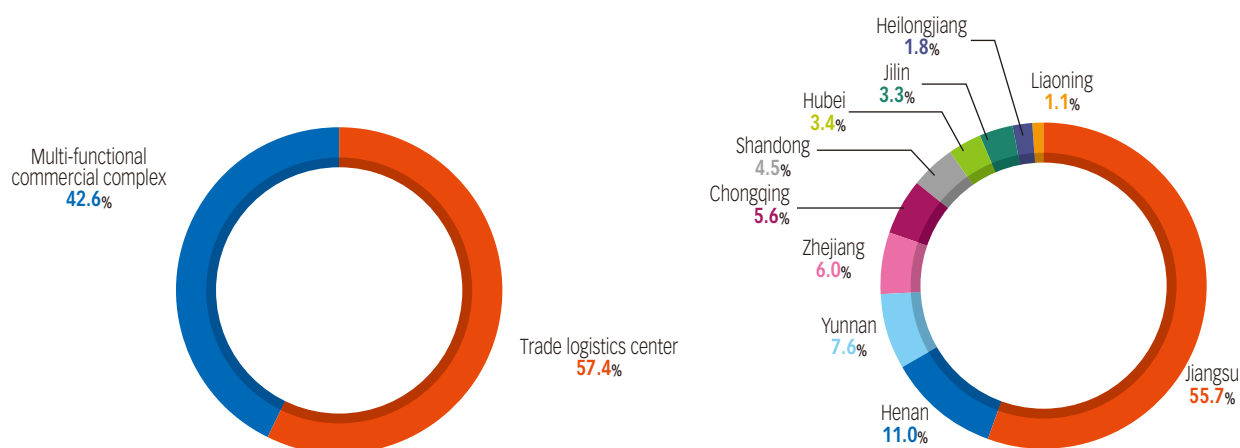 Multi-functional
commercial complex
42.6%
Trade logistics center
57.4%
Heilongjiang
1.8%
Jilin
3.3%
Liaoning
1.1%
Hubei
3.4%
Shandong
4.5%
Chongqing
5.6%
Zhejiang
6.0%
Yunnan
7.6%
Henan
11.0%
Jiangsu
55.7%